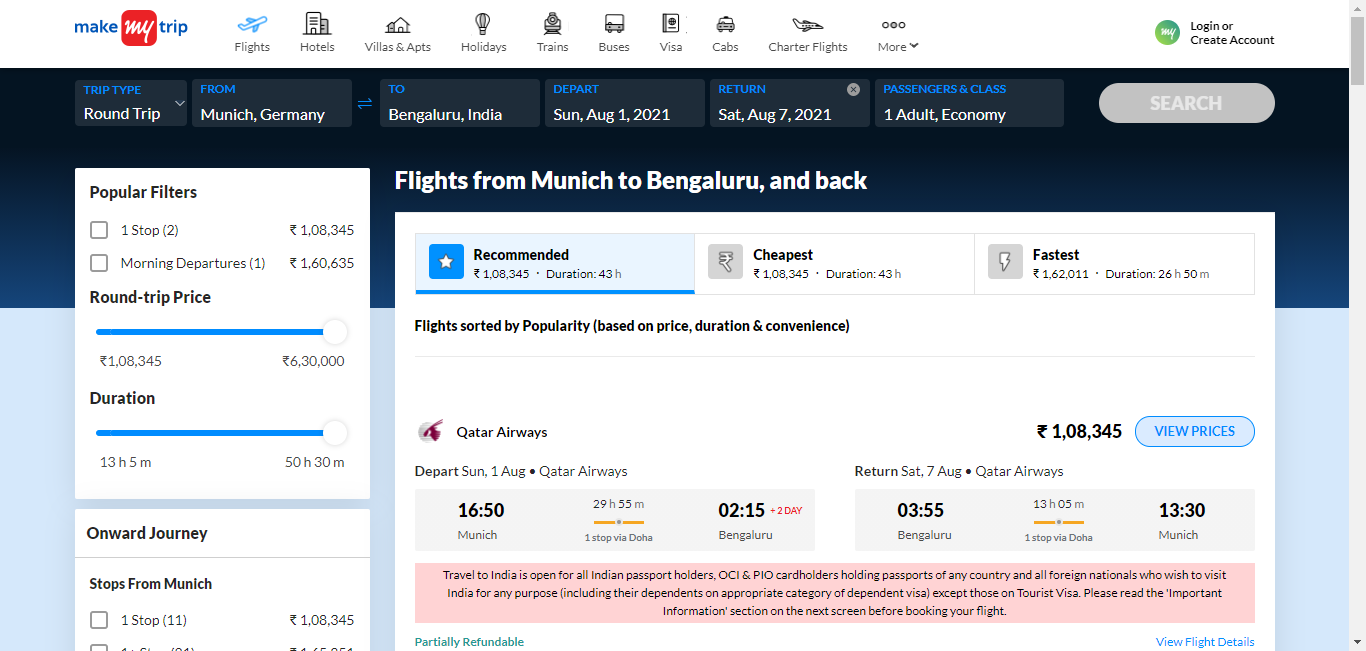 make my trip
Flights
Hotels
Villas & Apts
Holidays
Trains
Buses
Visa
Cabs
Charter Flights
More
my
Login or
Create Account
TRIP TYPE
Round Trip
FROM
Munich, Germany
TO
Bengaluru, India
DEPART
Sun, Aug 1, 2021
RETURN
Sat, Aug 7, 2021
PASSENGERS & CLASS
1 Adult, Economy
SEARCH
Popular Filters
1 Stop (2) ₹ 1,08,345
Morning Departures (1) ₹ 1,60,635
Round-trip Price
₹1,08,345 ₹6,30,000
Duration
13 h 5 m 50 h 30 m
Onward Journey
Stops From Munich
1 Stop (11) ₹ 1,08,345
Flights from Munich to Bengaluru, and back
Recommended
₹ 1,08,345 · Duration: 43 h
Cheapest
₹ 1,08,345 · Duration: 43 h
Fastest
₹ 1,62,011 · Duration: 26 h 50 m
Flights sorted by Popularity (based on price, duration & convenience)
Qatar Airways ₹ 1,08,345 VIEW PRICES
Depart Sun, 1 Aug • Qatar Airways
16:50 29 h 55 m 02:15 + 2 DAY
Munich 1 stop via Doha Bengaluru
Return Sat, 7 Aug • Qatar Airways
03:55 13 h 05 m 13:30
Bengaluru 1 stop via Doha Munich
Travel to India is open for all Indian passport holders, OCI & PIO cardholders holding passports of any country and all foreign nationals who wish to visit
India for any purpose (including their dependents on appropriate category of dependent visa) except those on Tourist Visa. Please read the 'Important
Information' section on the next screen before booking your flight.
Partially Refundable View Flight Details